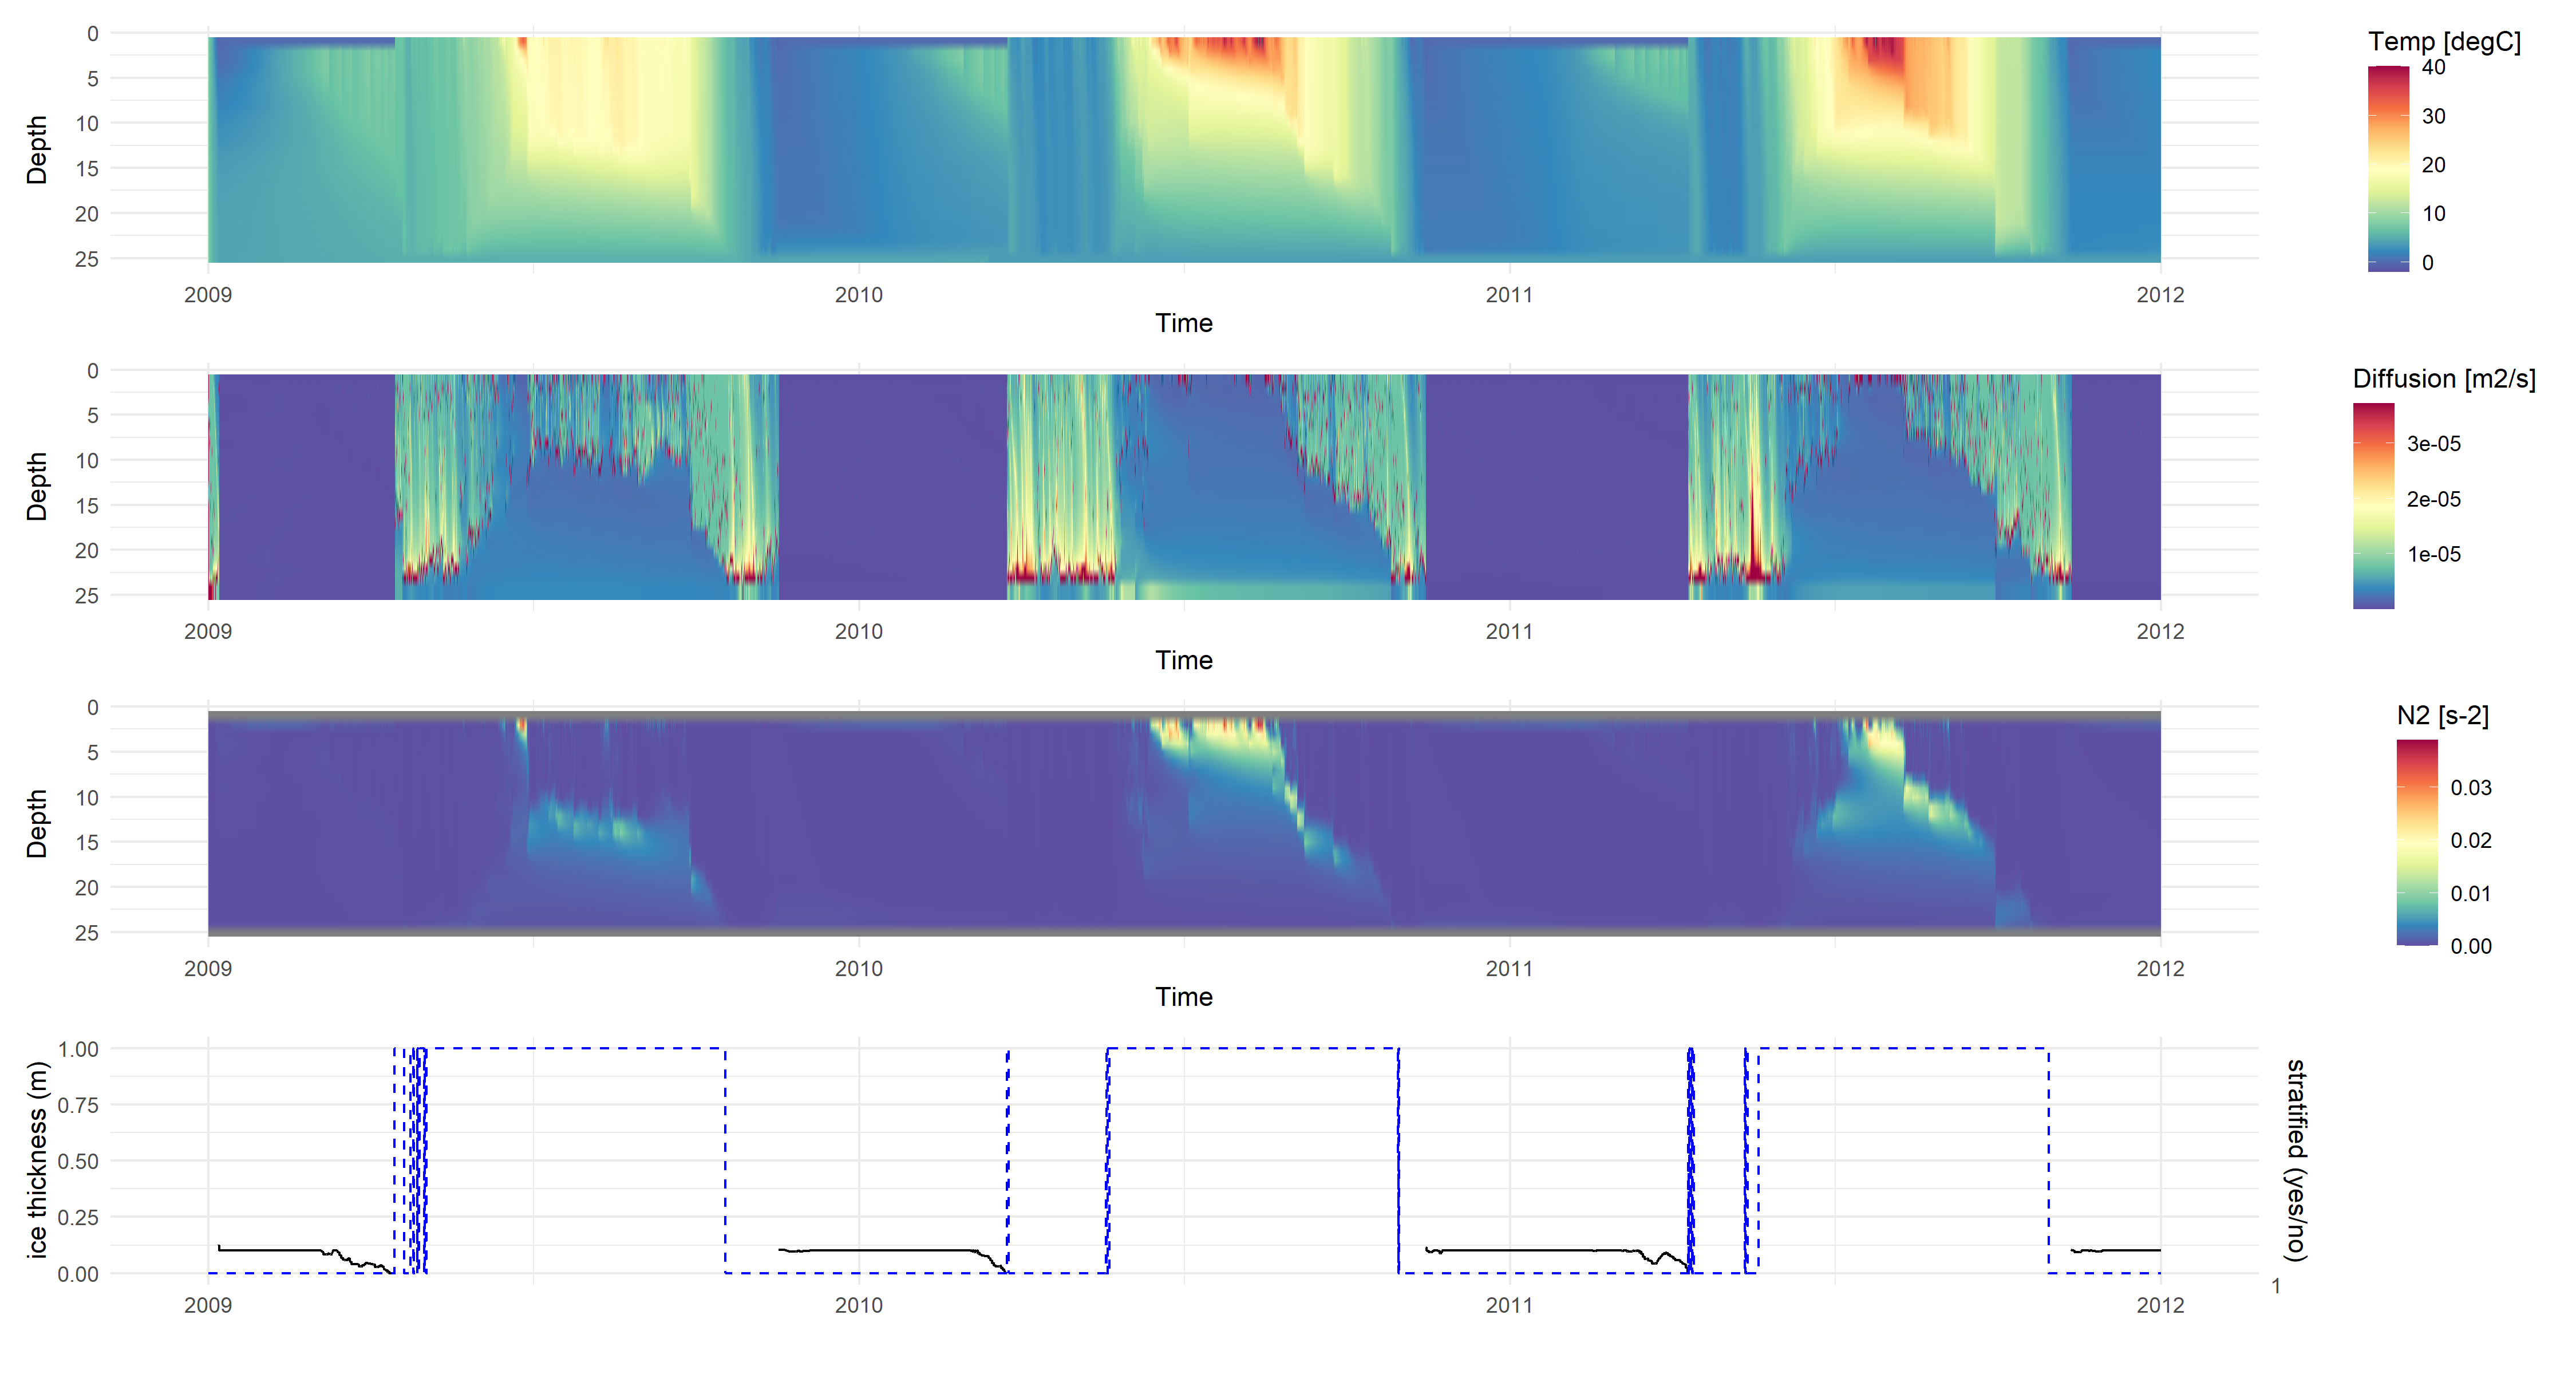 Temp [degC]
0
5
10
15
20
25
Depth
40
30
20
10
0
2009 2010 2011 2012
Time
Diffusion [m2/s]
0
5
10
15
20
25
Depth
3e-05
2e-05
1e-05
2009 2010 2011 2012
Time
N2 [s-2]
0
5
10
15
20
25
Depth
0.03
0.02
0.01
0.00
2009 2010 2011 2012
Time
1.00
0.75
0.50
0.25
0.00
ice thickness (m)
stratified (yes/no)
1
2009 2010 2011 2012